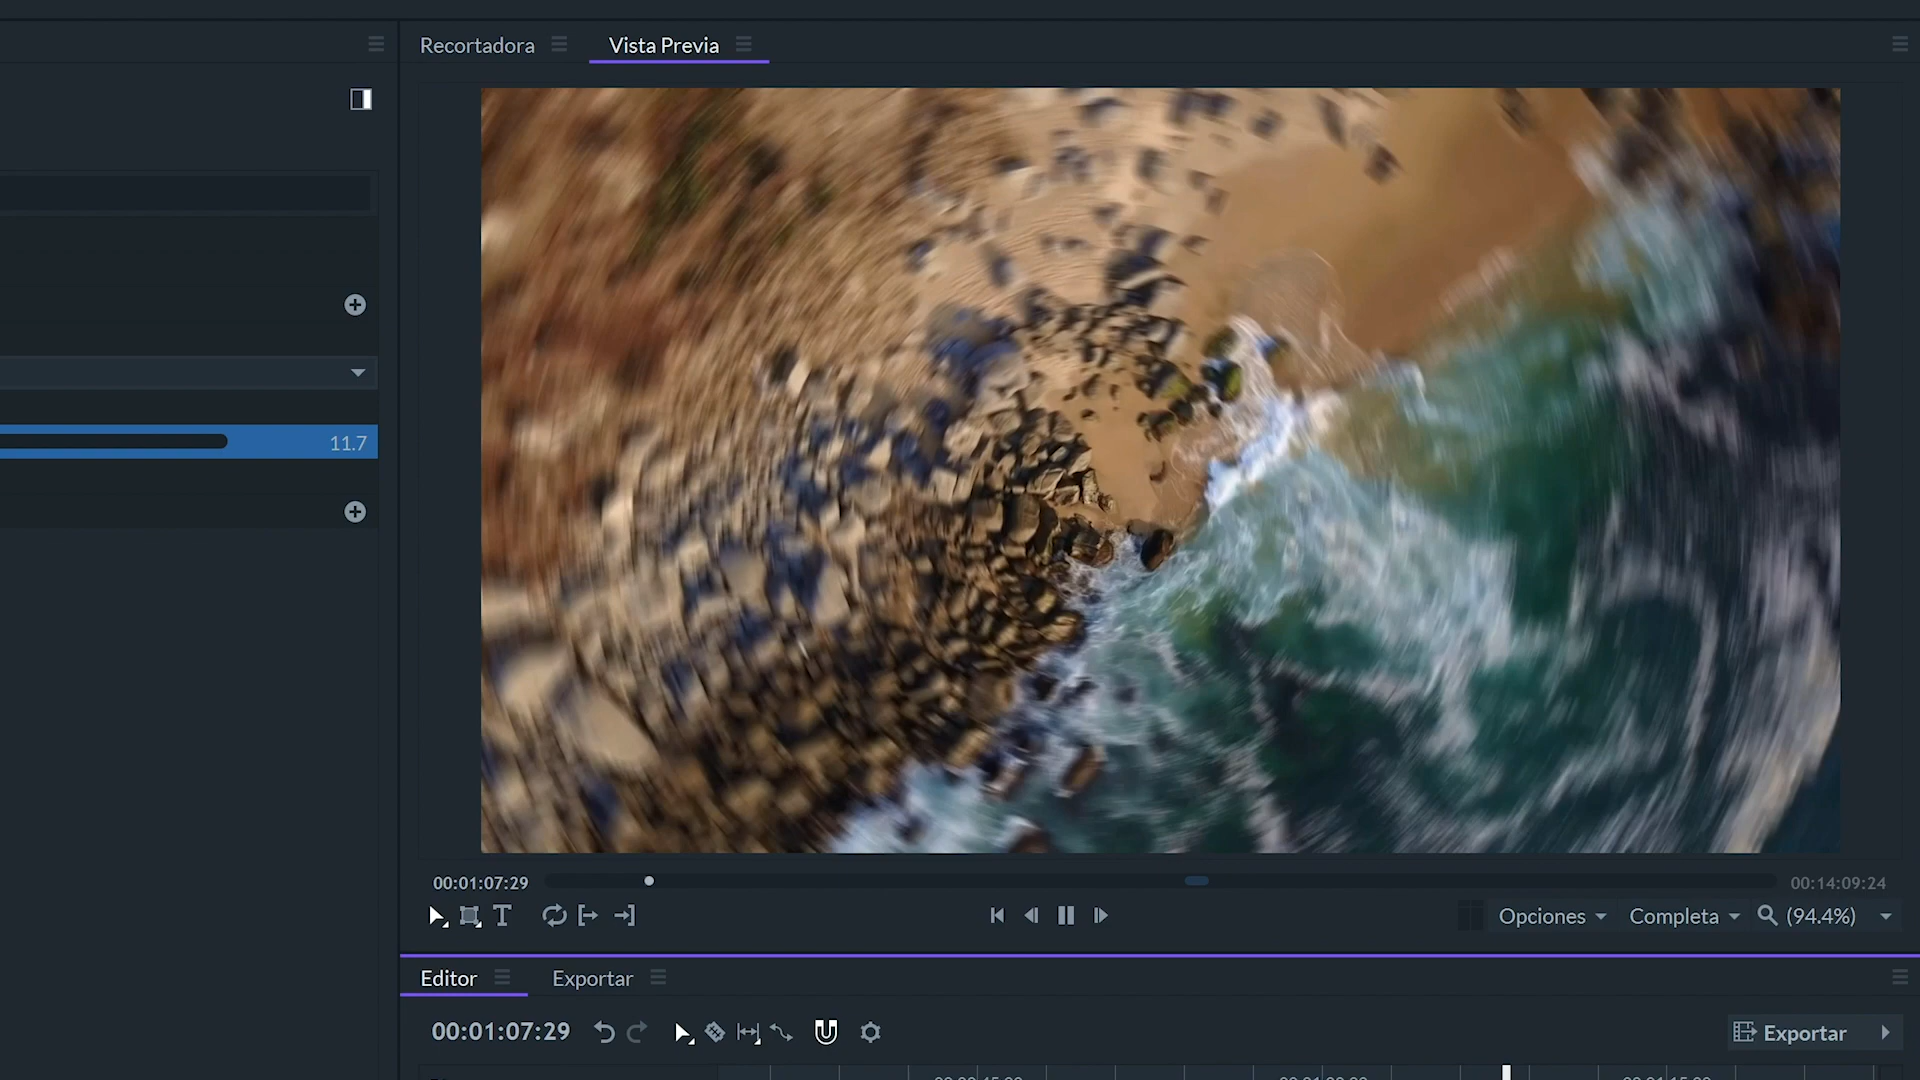 Recortadora
Vista Previa
11.7
00:01:07:29
00:14:09:24
Opciones
Completa
(94.4%)
Editor
Exportar
00:01:07:29
Exportar